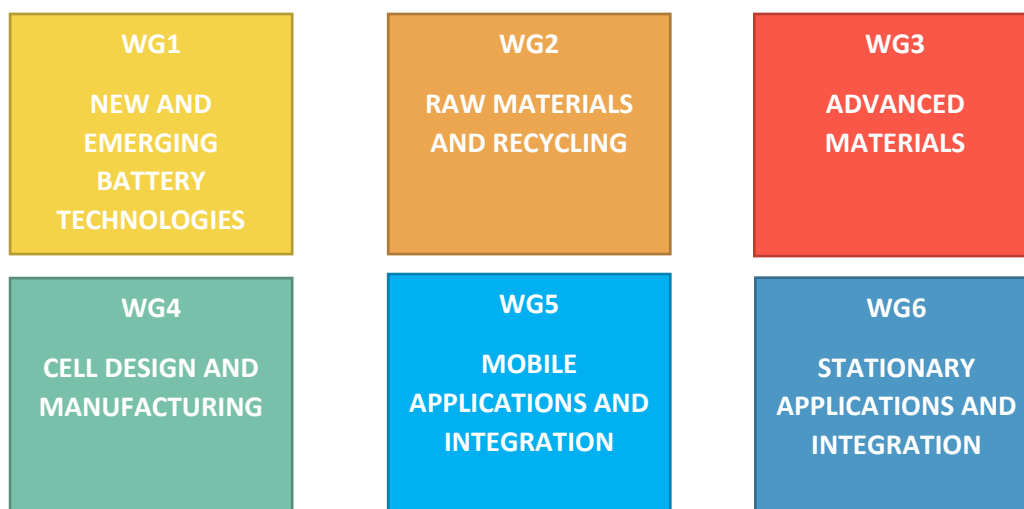 WG1
NEW AND
EMERGING
BATTERY
TECHNOLOGIES
WG2
RAW MATERIALS
AND RECYCLING
WG3
ADVANCED
MATERIALS
WG4
CELL DESIGN AND
MANUFACTURING
WG5
MOBILE
APPLICATIONS AND
INTEGRATION
WG6
STATIONARY
APPLICATIONS AND
INTEGRATION